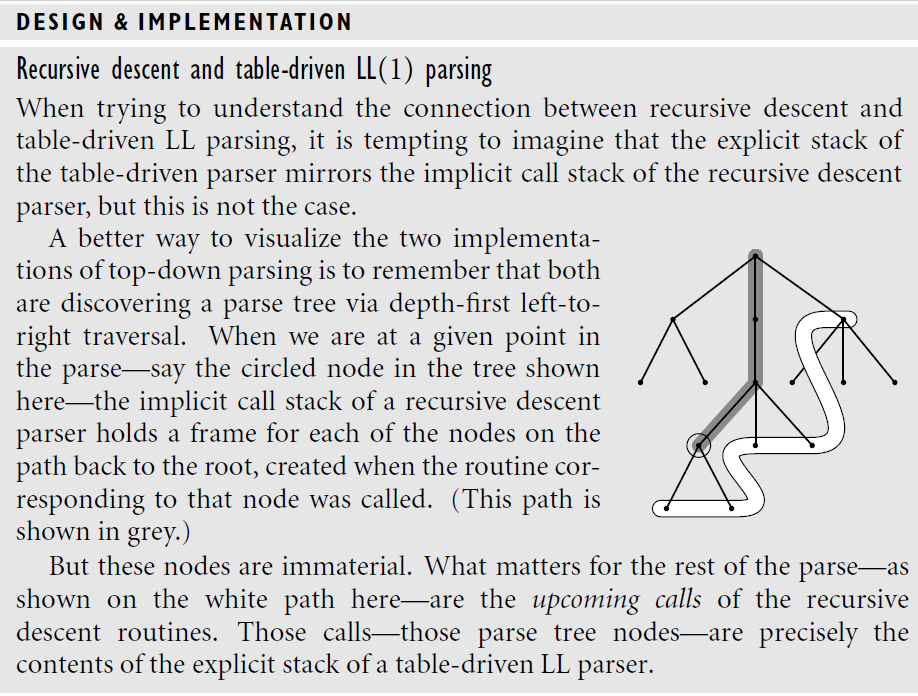 DESIGN & IMPLEMENTATION
Recursive descent and table-driven LL(1) parsing
When trying to understand the connection between recursive descent and
table-driven LL parsing, it is tempting to imagine that the explicit stack of
the table-driven parser mirrors the implicit call stack of the recursive descent
parser, but this is not the case.
A better way to visualize the two implementa-
tions of top-down parsing is to remember that both
are discovering a parse tree via depth-first left-to-
right traversal. When we are at a given point in
the parse—say the circled node in the tree shown
here—the implicit call stack of a recursive descent
parser holds a frame for each of the nodes on the
path back to the root, created when the routine cor-
responding to that node was called. (This path is
shown in grey.)
But these nodes are immaterial. What matters for the rest of the parse—as
shown on the white path here—are the upcoming calls of the recursive
descent routines. Those calls—those parse tree nodes—are precisely the
contents of the explicit stack of a table-driven LL parser.